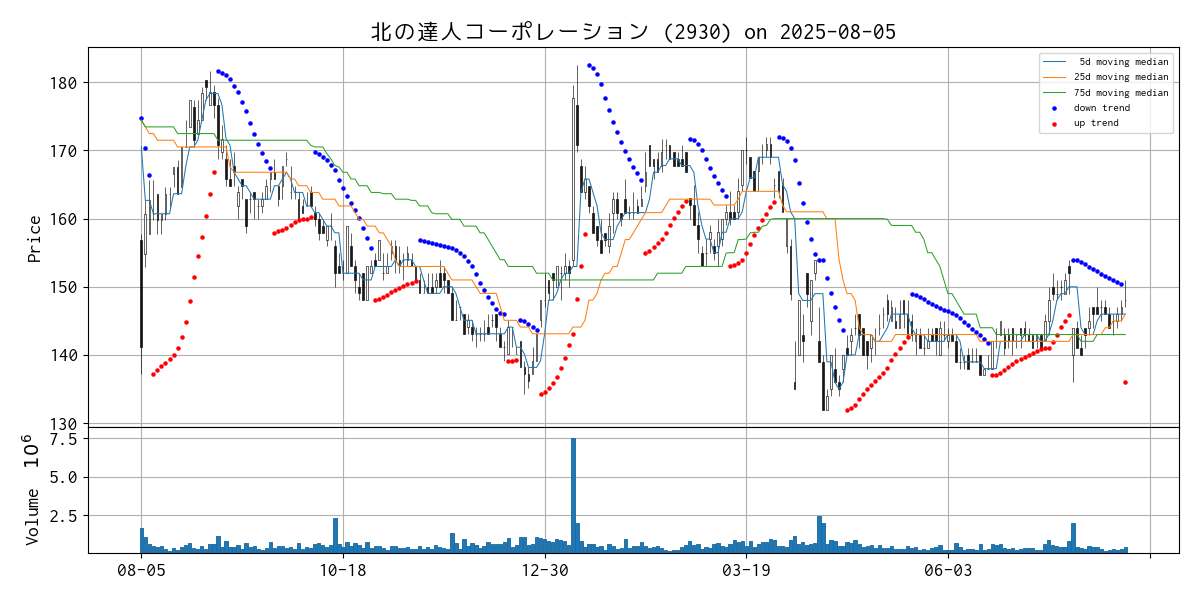 北の達人コーポレーション (2930) on 2025-08-05
5d moving median
25d moving median
75d moving median
down trend
up trend
Price
180
170
160
150
140
130
Volume 10^6
7.5
5.0
2.5
08-05
10-18
12-30
03-19
06-03